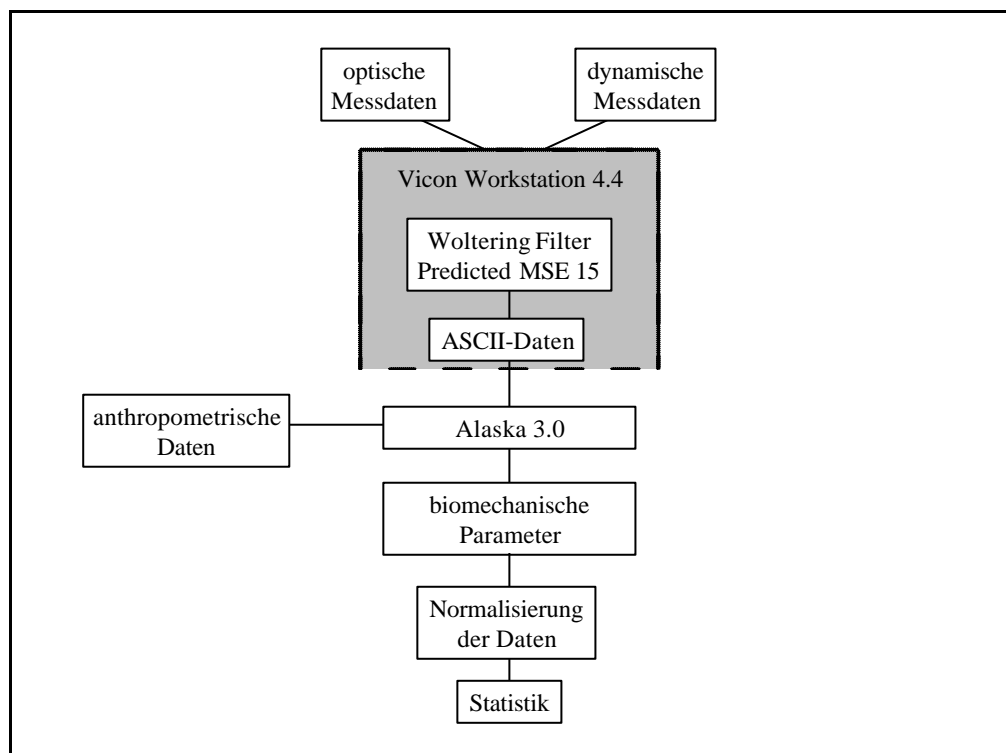 optische
Messdaten
dynamische
Messdaten
Vicon Workstation 4.4
Woltering Filter
Predicted MSE 15
ASCII-Daten
anthropometrische
Daten
Alaska 3.0
biomechanische
Parameter
Normalisierung
der Daten
Statistik